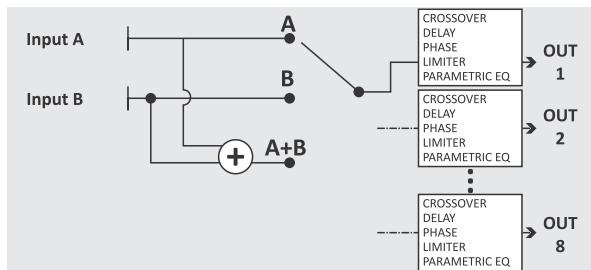 Input A
Input B
A
B
A+B
+
CROSSOVER
DELAY
PHASE
LIMITER
PARAMETRIC EQ
OUT
1
CROSSOVER
DELAY
PHASE
LIMITER
PARAMETRIC EQ
OUT
2
CROSSOVER
DELAY
PHASE
LIMITER
PARAMETRIC EQ
OUT
8